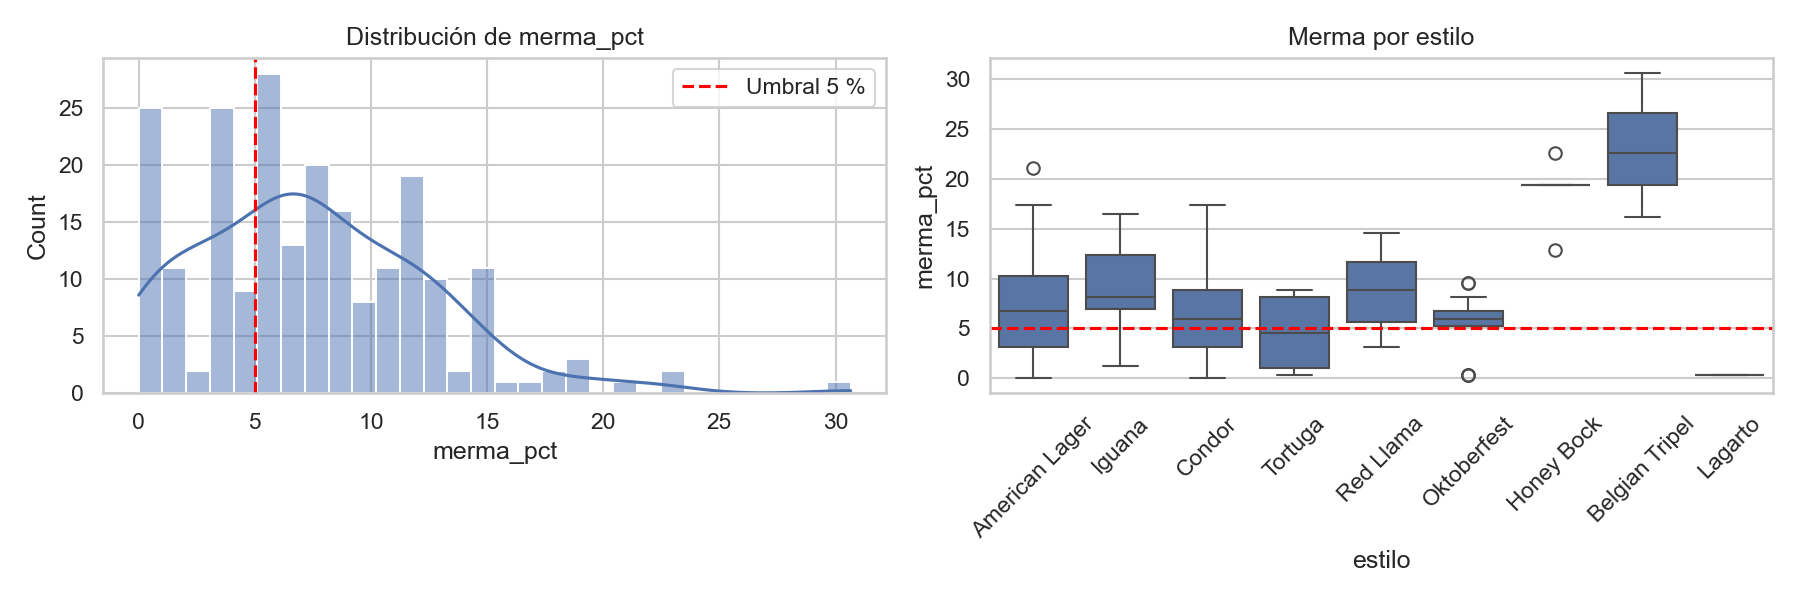 Distribución de merma_pct
Umbral 5 %
Count
25
20
15
10
5
0
0 5 10 15 20 25 30
merma_pct
Merma por estilo
merma_pct
30
25
20
15
10
5
0
American Lager
Iguana
Condor
Tortuga
Red Llama
Oktoberfest
Honey Bock
Belgian Tripel
Lagarto
estilo